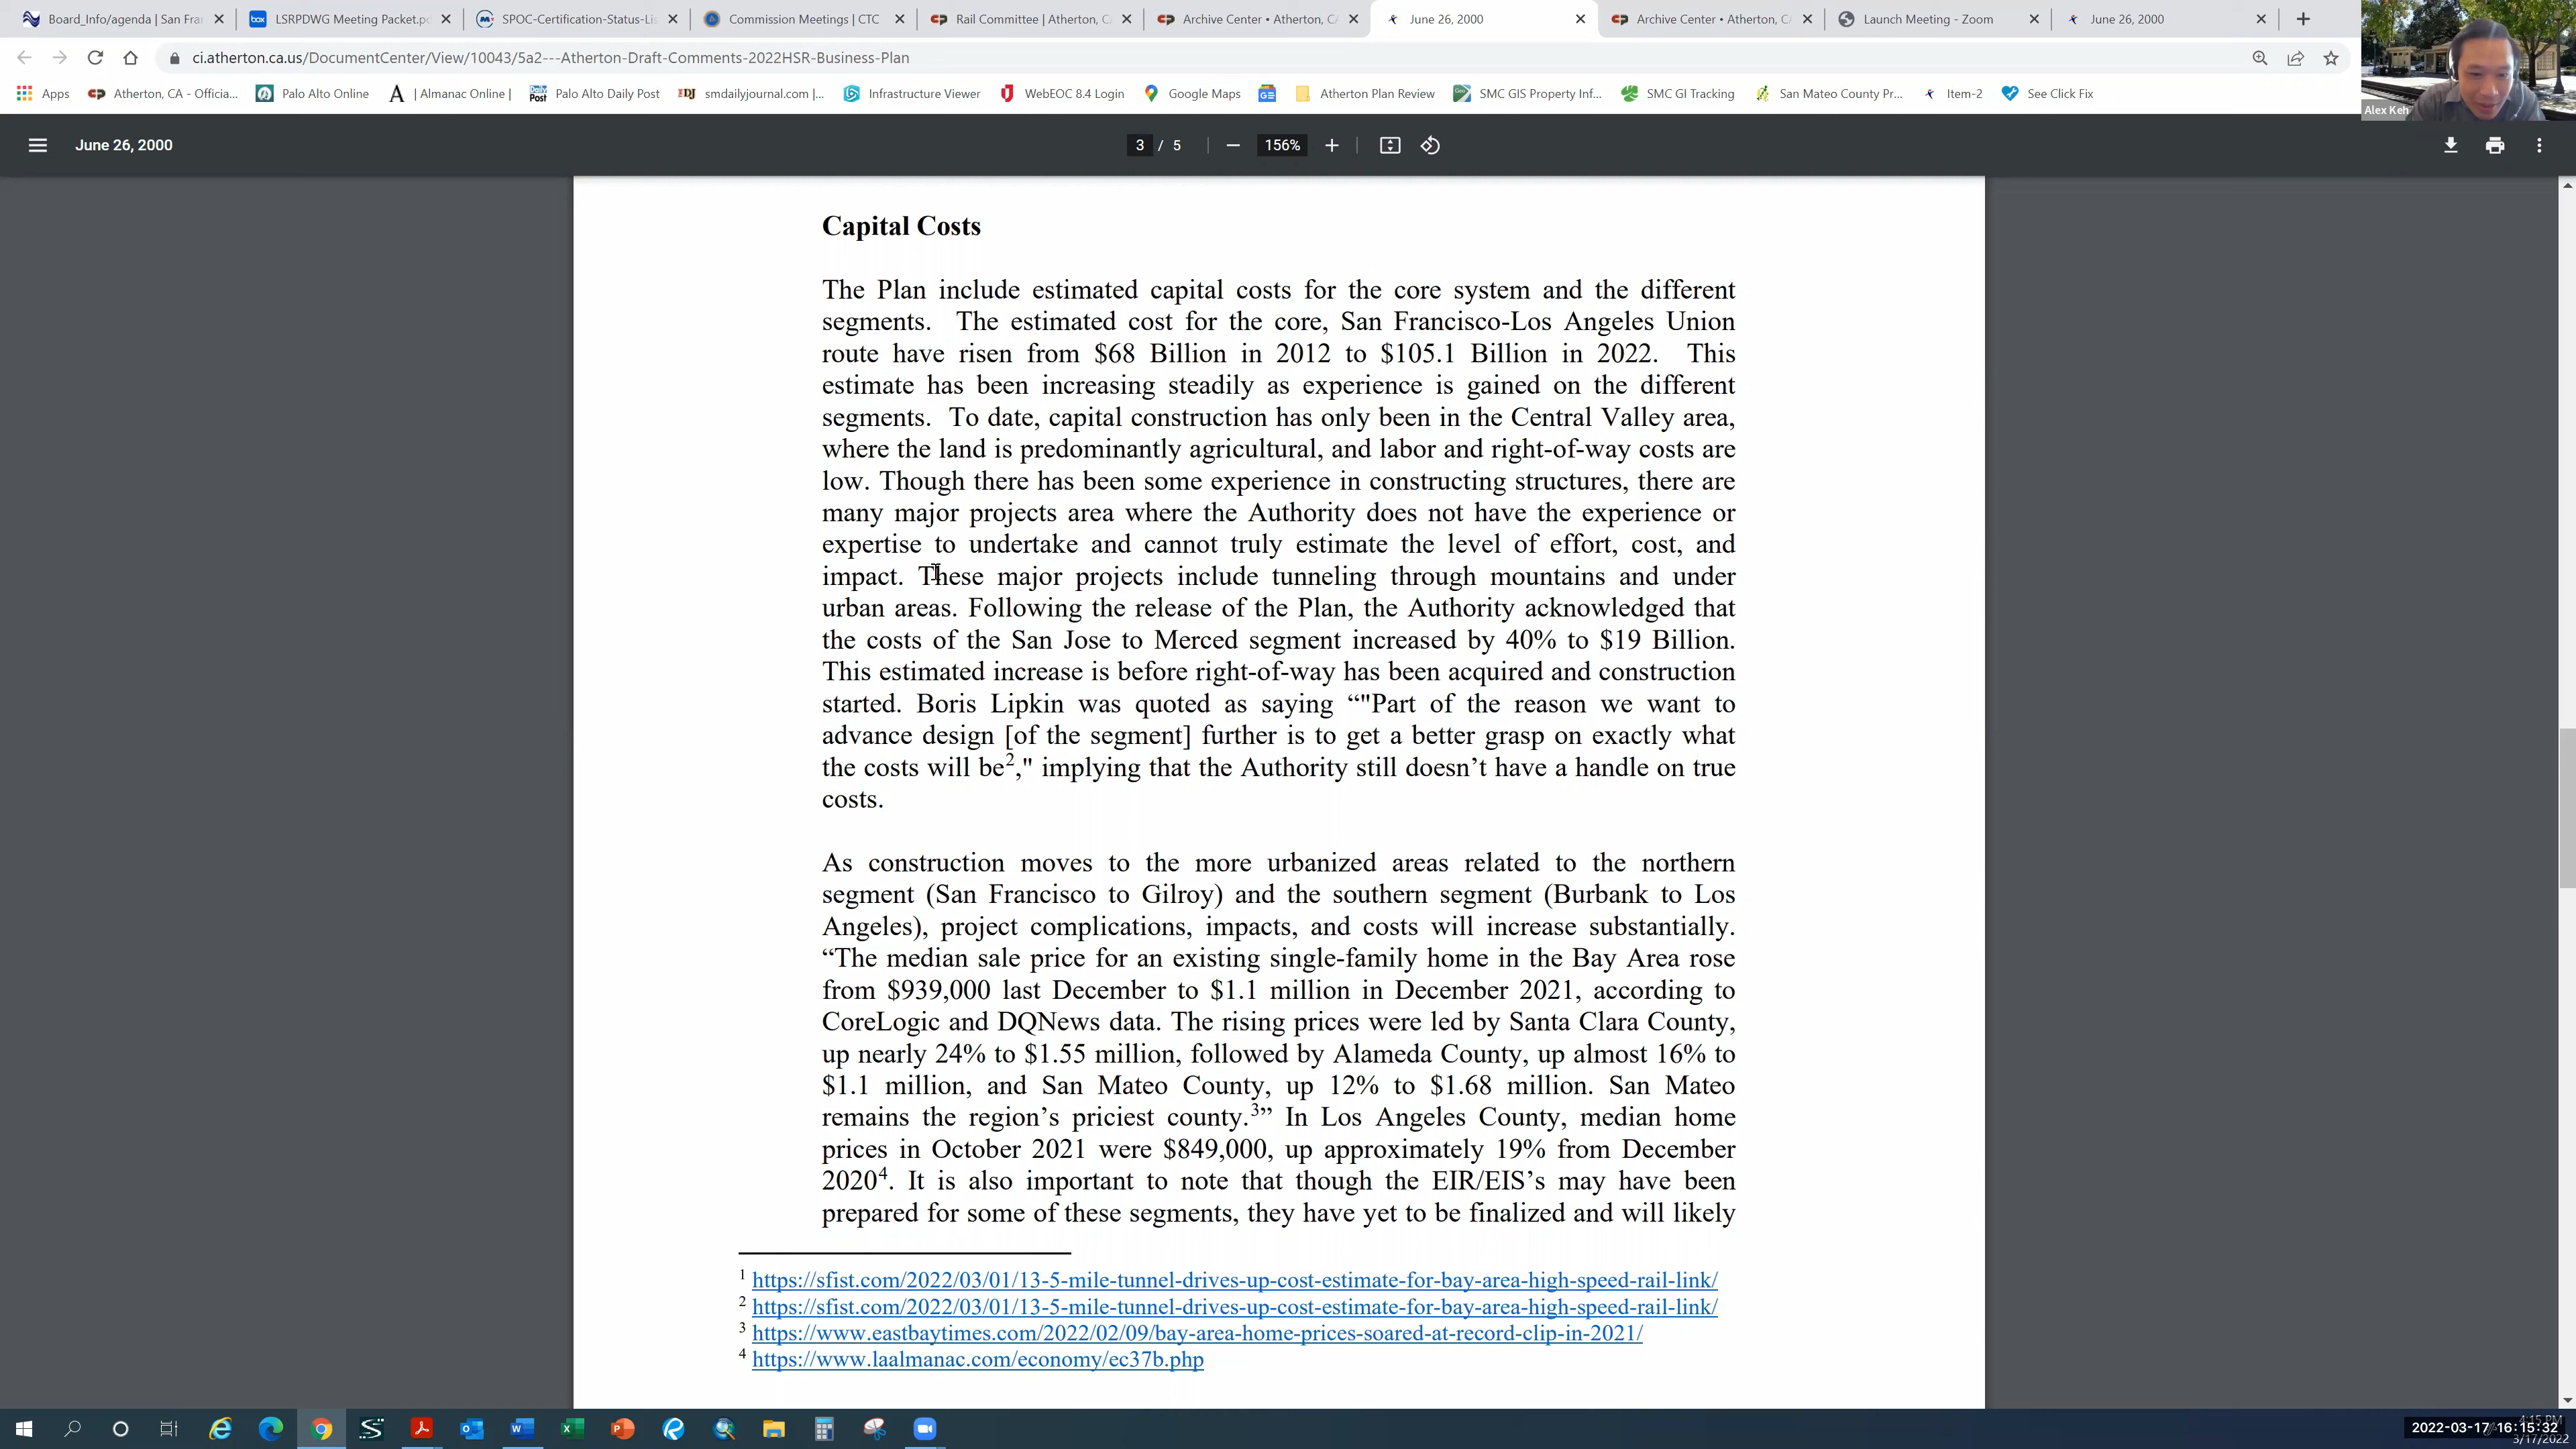 Board_Info/agenda | San Fra
LSRPDWG Meeting Packet.p
SPOC-Certification-Status-Lis
Commission Meetings | CTC
Rail Committee | Atherton, C
Archive Center • Atherton, C
June 26, 2000
Archive Center • Atherton, C
Launch Meeting - Zoom
June 26, 2000
ci.atherton.ca.us/DocumentCenter/View/10043/5a2---Atherton-Draft-Comments-2022HSR-Business-Plan
Apps
Atherton, CA - Officia...
Palo Alto Online
| Almanac Online |
Palo Alto Daily Post
smdailyjournal.com |...
Infrastructure Viewer
WebEOC 8.4 Login
Google Maps
Atherton Plan Review
SMC GIS Property Inf...
SMC GI Tracking
San Mateo County Pr...
Item-2
See Click Fix
Alex Keh
June 26, 2000
3 / 5
156%
Capital Costs
The Plan include estimated capital costs for the core system and the different
segments. The estimated cost for the core, San Francisco-Los Angeles Union
route have risen from $68 Billion in 2012 to $105.1 Billion in 2022. This
estimate has been increasing steadily as experience is gained on the different
segments. To date, capital construction has only been in the Central Valley area,
where the land is predominantly agricultural, and labor and right-of-way costs are
low. Though there has been some experience in constructing structures, there are
many major projects area where the Authority does not have the experience or
expertise to undertake and cannot truly estimate the level of effort, cost, and
impact. These major projects include tunneling through mountains and under
urban areas. Following the release of the Plan, the Authority acknowledged that
the costs of the San Jose to Merced segment increased by 40% to $19 Billion.
This estimated increase is before right-of-way has been acquired and construction
started. Boris Lipkin was quoted as saying “"Part of the reason we want to
advance design [of the segment] further is to get a better grasp on exactly what
the costs will be2," implying that the Authority still doesn’t have a handle on true
costs.
As construction moves to the more urbanized areas related to the northern
segment (San Francisco to Gilroy) and the southern segment (Burbank to Los
Angeles), project complications, impacts, and costs will increase substantially.
“The median sale price for an existing single-family home in the Bay Area rose
from $939,000 last December to $1.1 million in December 2021, according to
CoreLogic and DQNews data. The rising prices were led by Santa Clara County,
up nearly 24% to $1.55 million, followed by Alameda County, up almost 16% to
$1.1 million, and San Mateo County, up 12% to $1.68 million. San Mateo
remains the region’s priciest county.3” In Los Angeles County, median home
prices in October 2021 were $849,000, up approximately 19% from December
20204. It is also important to note that though the EIR/EIS’s may have been
prepared for some of these segments, they have yet to be finalized and will likely
1 https://sfist.com/2022/03/01/13-5-mile-tunnel-drives-up-cost-estimate-for-bay-area-high-speed-rail-link/
2 https://sfist.com/2022/03/01/13-5-mile-tunnel-drives-up-cost-estimate-for-bay-area-high-speed-rail-link/
3 https://www.eastbaytimes.com/2022/02/09/bay-area-home-prices-soared-at-record-clip-in-2021/
4 https://www.laalmanac.com/economy/ec37b.php
4:15 PM
2022-03-17 16:15:32
3/17/2022